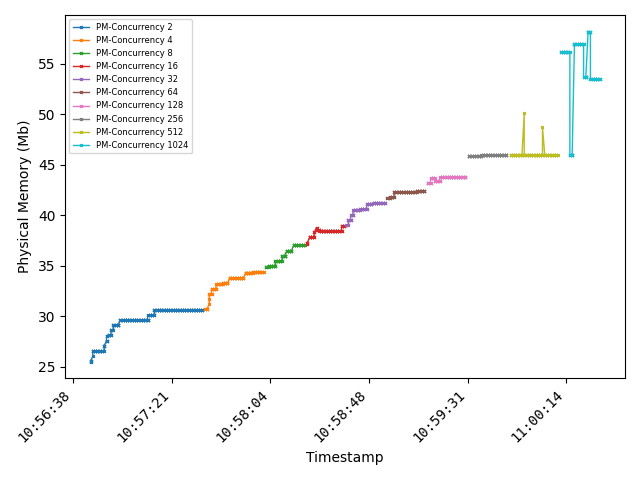 PM-Concurrency 2
PM-Concurrency 4
PM-Concurrency 8
PM-Concurrency 16
PM-Concurrency 32
PM-Concurrency 64
PM-Concurrency 128
PM-Concurrency 256
PM-Concurrency 512
PM-Concurrency 1024
Physical Memory (Mb)
55
50
45
40
35
30
25
10:56:38
10:57:21
10:58:04
10:58:48
10:59:31
11:00:14
Timestamp